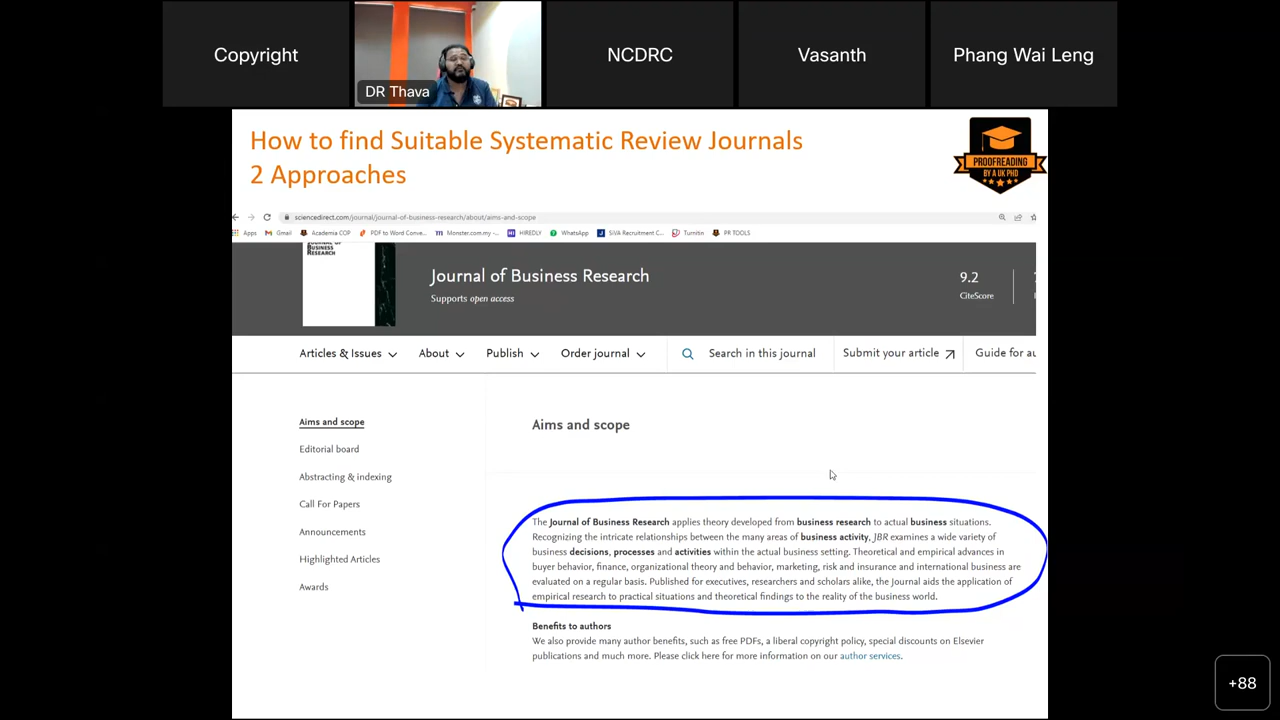 Copyright
DR Thava
NCDRC
Vasanth
Phang Wai Leng
How to find Suitable Systematic Review Journals
2 Approaches
PROOFREADING
BY A UK PHD
sciencedirect.com/journal/journal-of-business-research/about/aims-and-scope
Apps Gmail Academia COP PDF to Word Conve... Monster.com.my -... HIREDLY WhatsApp SiVA Recruitment C... Turnitin PR TOOLS
BUSINESS
RESEARCH
Journal of Business Research
Supports open access
9.2
CiteScore
Articles & Issues About Publish Order journal Search in this journal Submit your article Guide for au
Aims and scope
Editorial board
Abstracting & indexing
Call For Papers
Announcements
Highlighted Articles
Awards
Aims and scope
The Journal of Business Research applies theory developed from business research to actual business situations.
Recognizing the intricate relationships between the many areas of business activity, JBR examines a wide variety of
business decisions, processes and activities within the actual business setting. Theoretical and empirical advances in
buyer behavior, finance, organizational theory and behavior, marketing, risk and insurance and international business are
evaluated on a regular basis. Published for executives, researchers and scholars alike, the Journal aids the application of
empirical research to practical situations and theoretical findings to the reality of the business world.
Benefits to authors
We also provide many author benefits, such as free PDFs, a liberal copyright policy, special discounts on Elsevier
publications and much more. Please click here for more information on our author services.
+88